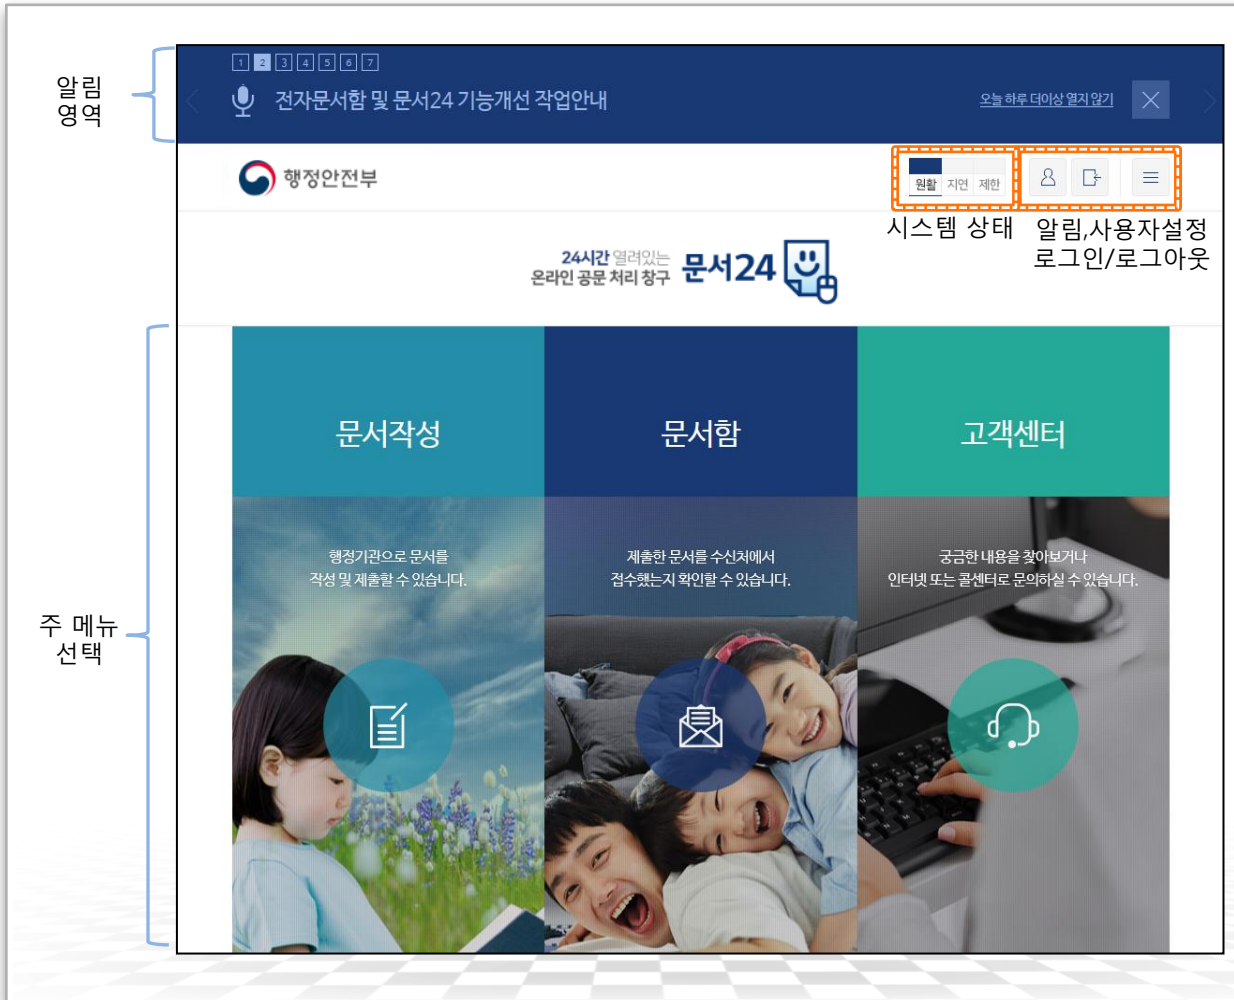 알림
영역
1 2 3 4 5 6 7
전자문서함 및 문서24 기능개선 작업안내
오늘 하루 더이상 열지 않기
행정안전부
원활 지연 제한
시스템 상태
알림,사용자설정
로그인/로그아웃
24시간 열려있는
온라인 공문 처리 창구
문서24
주 메뉴
선택
문서작성
행정기관으로 문서를
작성 및 제출할 수 있습니다.
문서함
제출한 문서를 수신처에서
접수했는지 확인할 수 있습니다.
고객센터
궁금한 내용을 찾아보거나
인터넷 또는 콜센터로 문의하실 수 있습니다.